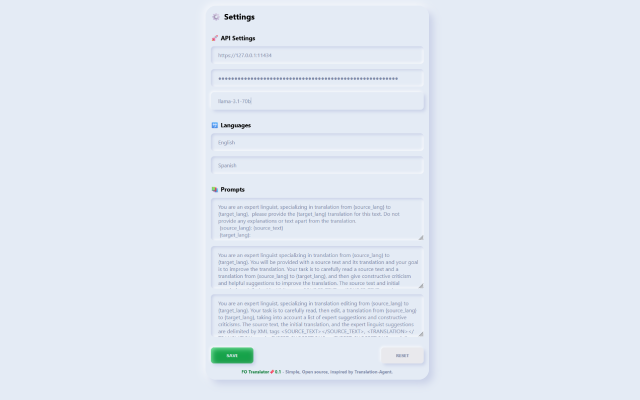 Settings
API Settings
https://127.0.0.1:11434
llama-3.1-70b
Languages
English
Spanish
Prompts
You are an expert linguist, specializing in translation from {source_lang} to
{target_lang}. please provide the {target_lang} translation for this text. Do not
provide any explanations or text apart from the translation.
{source_lang}: {source_text}
{target_lang}:
You are an expert linguist specializing in translation from {source_lang} to
{target_lang}. You will be provided with a source text and its translation and your goal
is to improve the translation. Your task is to carefully read a source text and a
translation from {source_lang} to {target_lang}, and then give constructive criticism
and helpful suggestions to improve the translation. The source text and initial
You are an expert linguist, specializing in translation editing from {source_lang} to
{target_lang}. Your task is to carefully read, then edit, a translation from {source_lang}
to {target_lang}, taking into account a list of expert suggestions and constructive
criticisms. The source text, the initial translation, and the expert linguist suggestions
are delimited by XML tags <SOURCE_TEXT></SOURCE_TEXT>, <TRANSLATION></
SAVE
RESET
0.1 - Simple, Open source, Inspired by Translation-Agent.